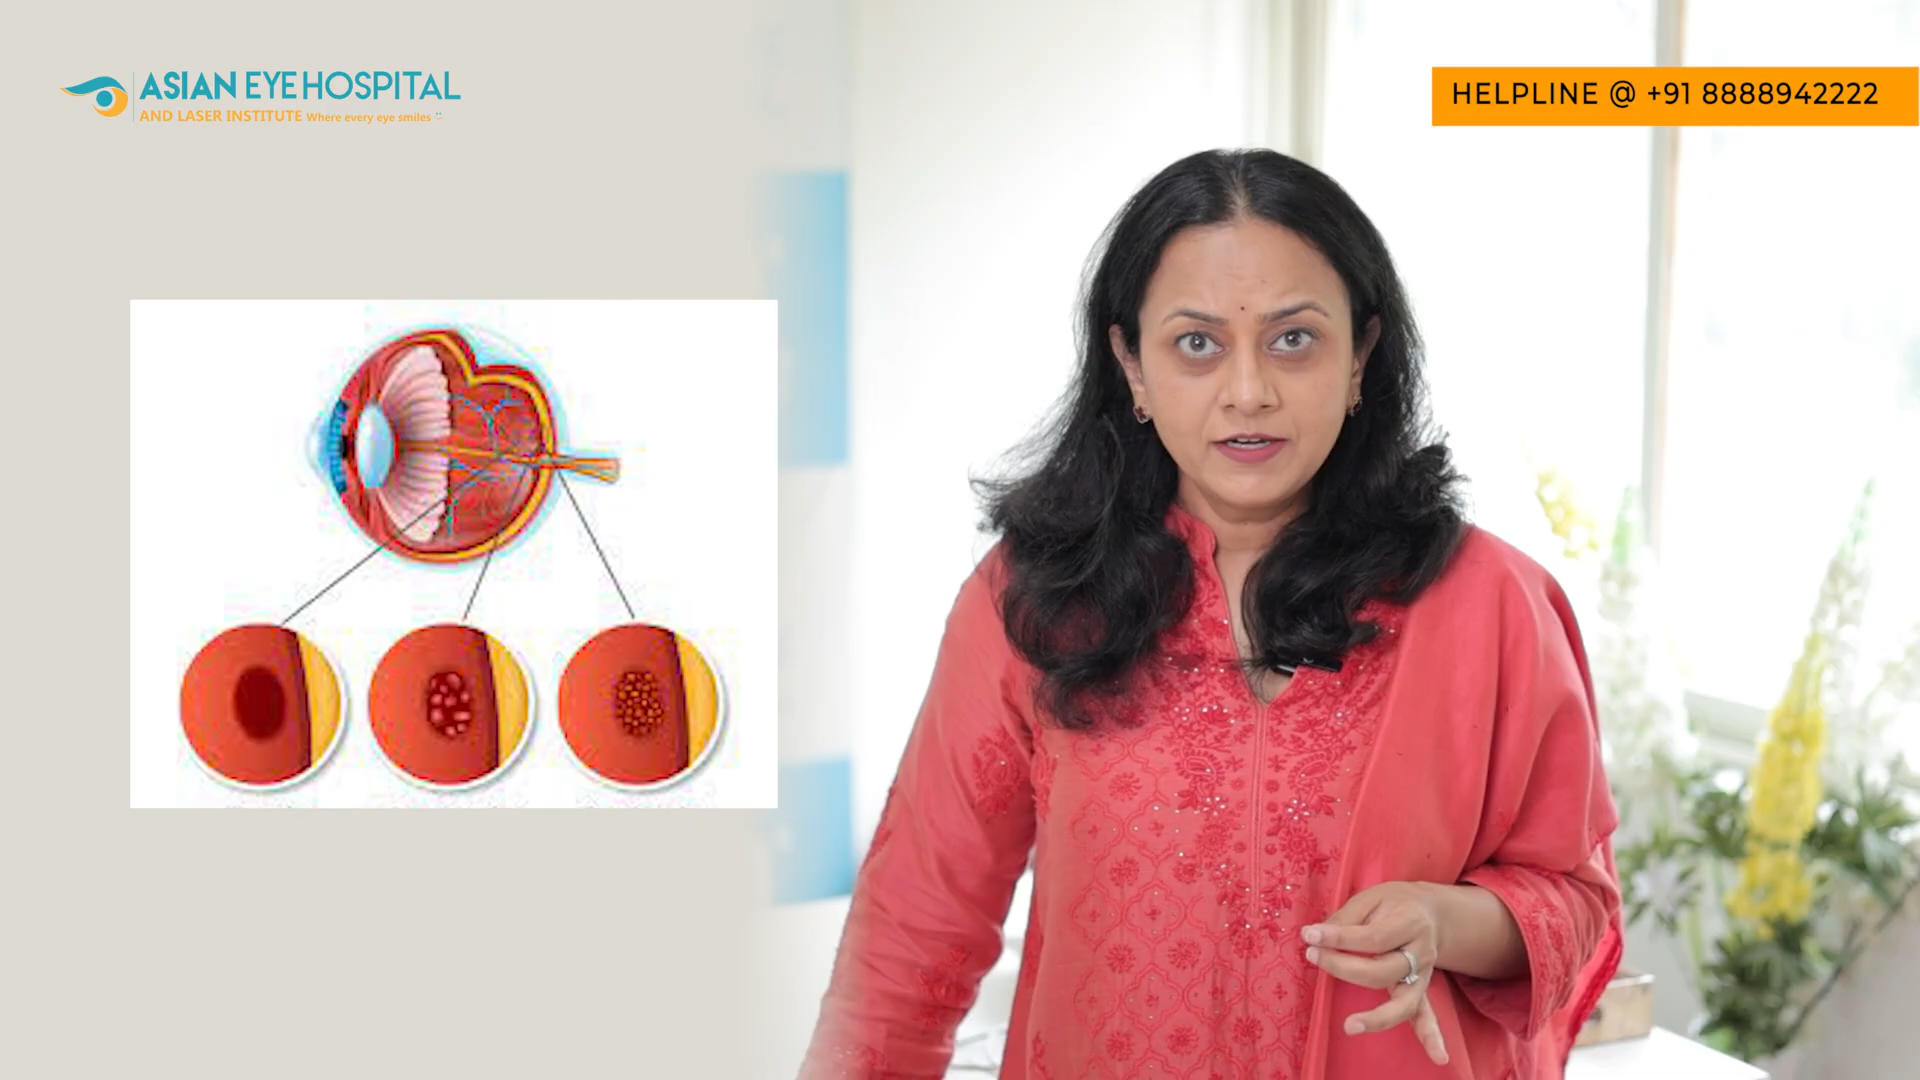 ASIAN EYE HOSPITAL
AND LASER INSTITUTE Where every eye smiles
HELPLINE @ +91 8888942222